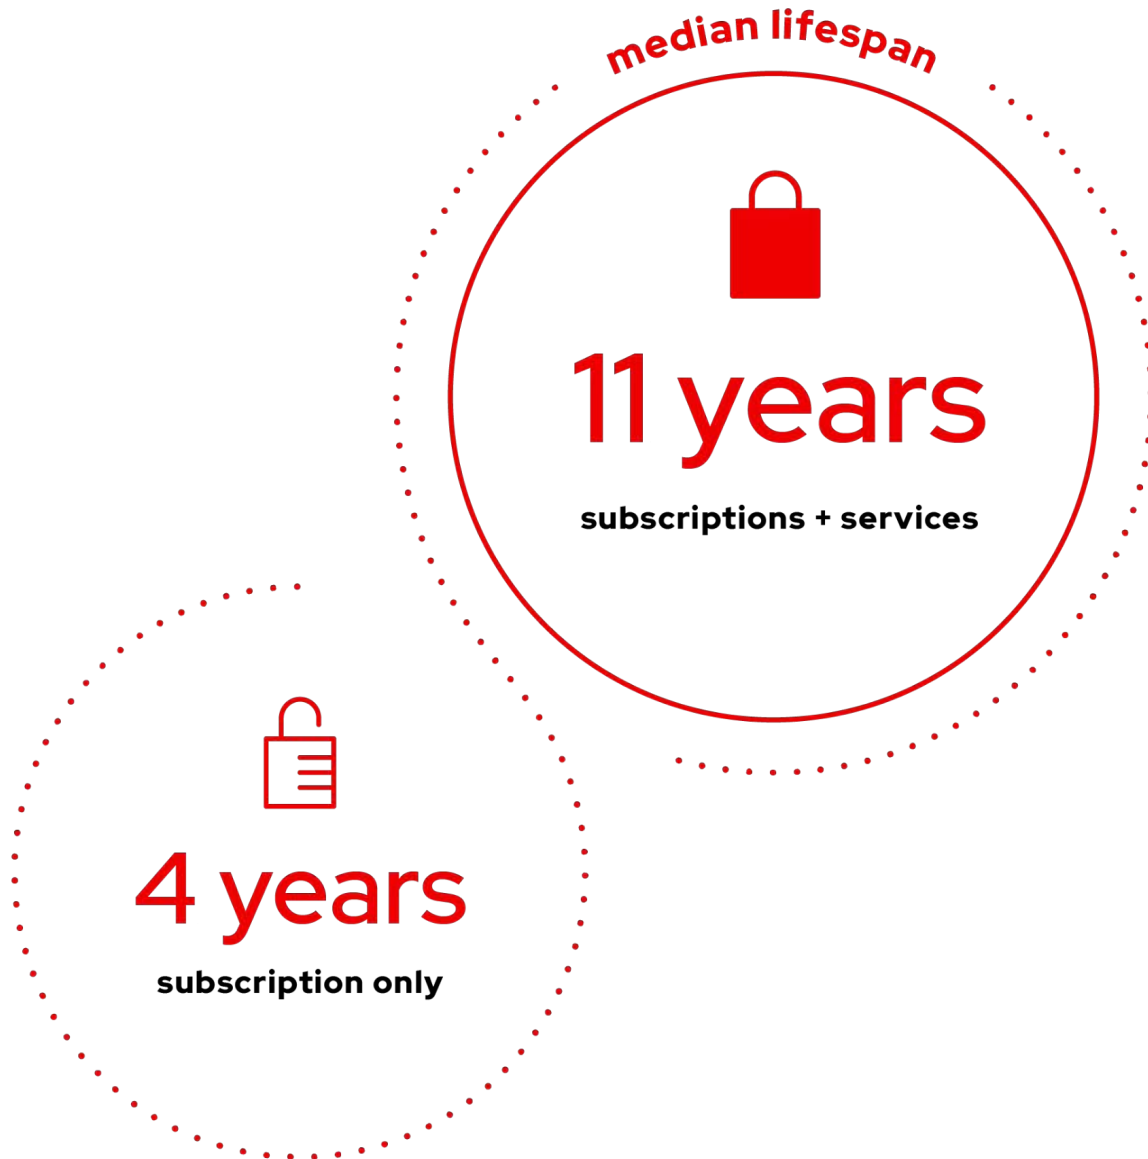 median lifespan
11 years
subscriptions + services
4 years
subscription only